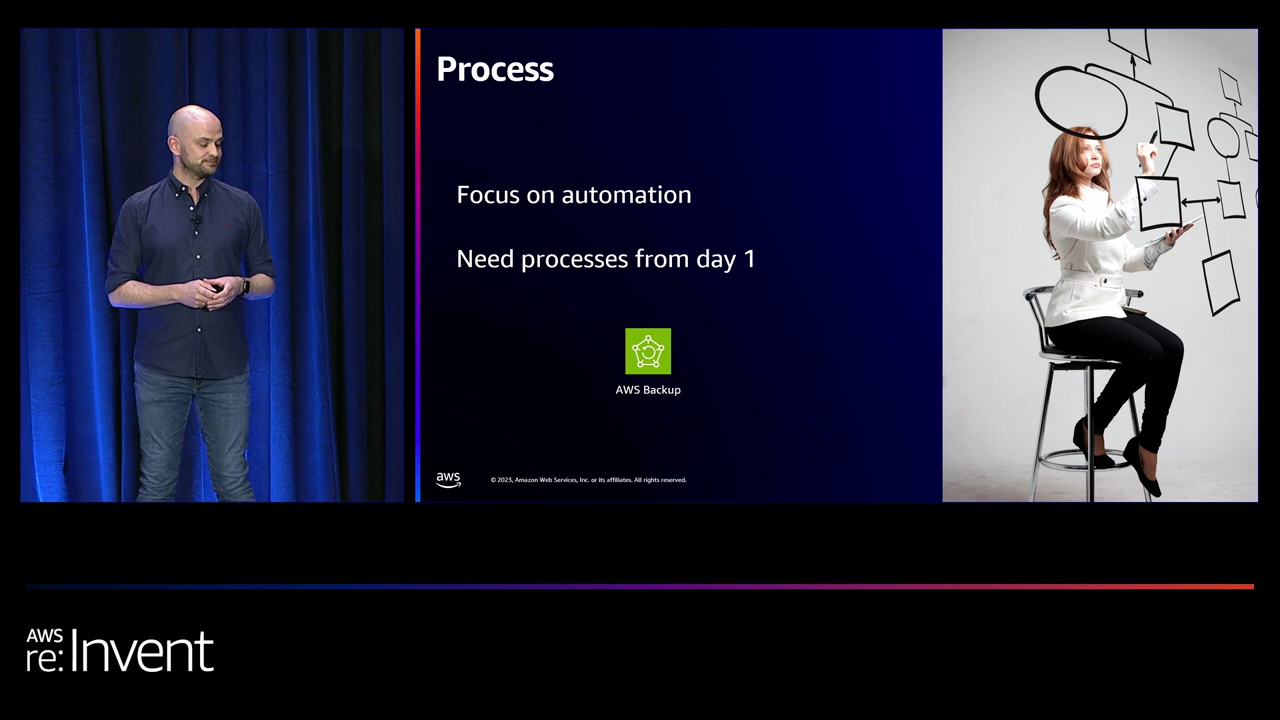 Process
Focus on automation
Need processes from day 1
AWS Backup
aws
© 2023, Amazon Web Services, Inc. or its affiliates. All rights reserved.
AWS
re:Invent